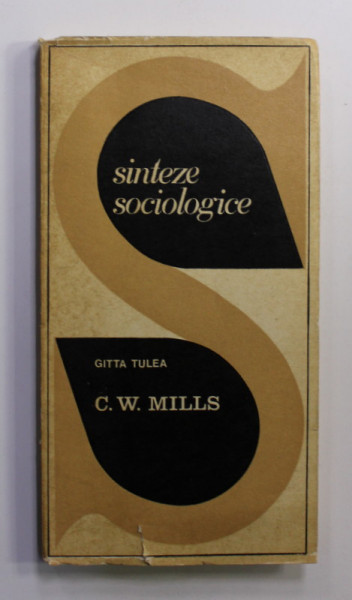 sinteze
sociologice
GITTA TULEA
C. W. MILLS